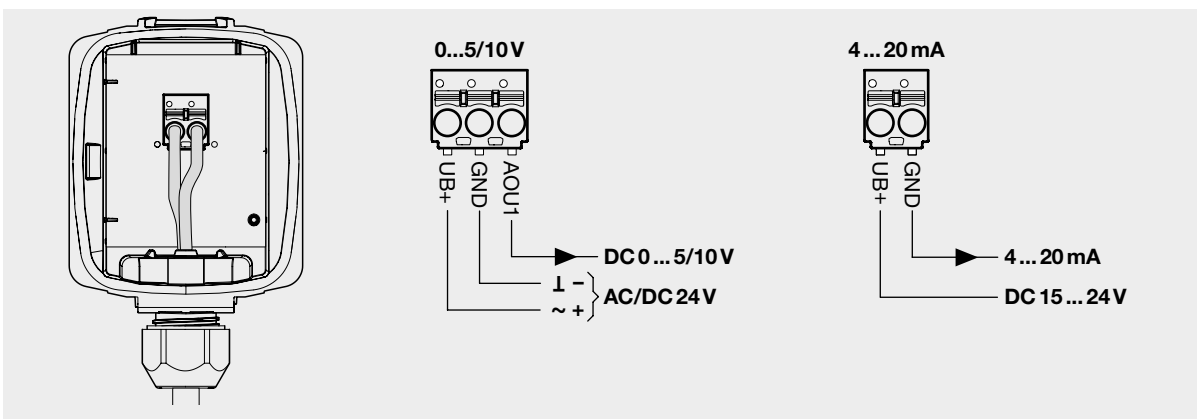 0...5/10 V
UB+
GND
AOU1
DC 0 ... 5/10 V
⊥ –
~ +
AC/DC 24 V
4 ... 20 mA
UB+
GND
4 ... 20 mA
DC 15 ... 24 V